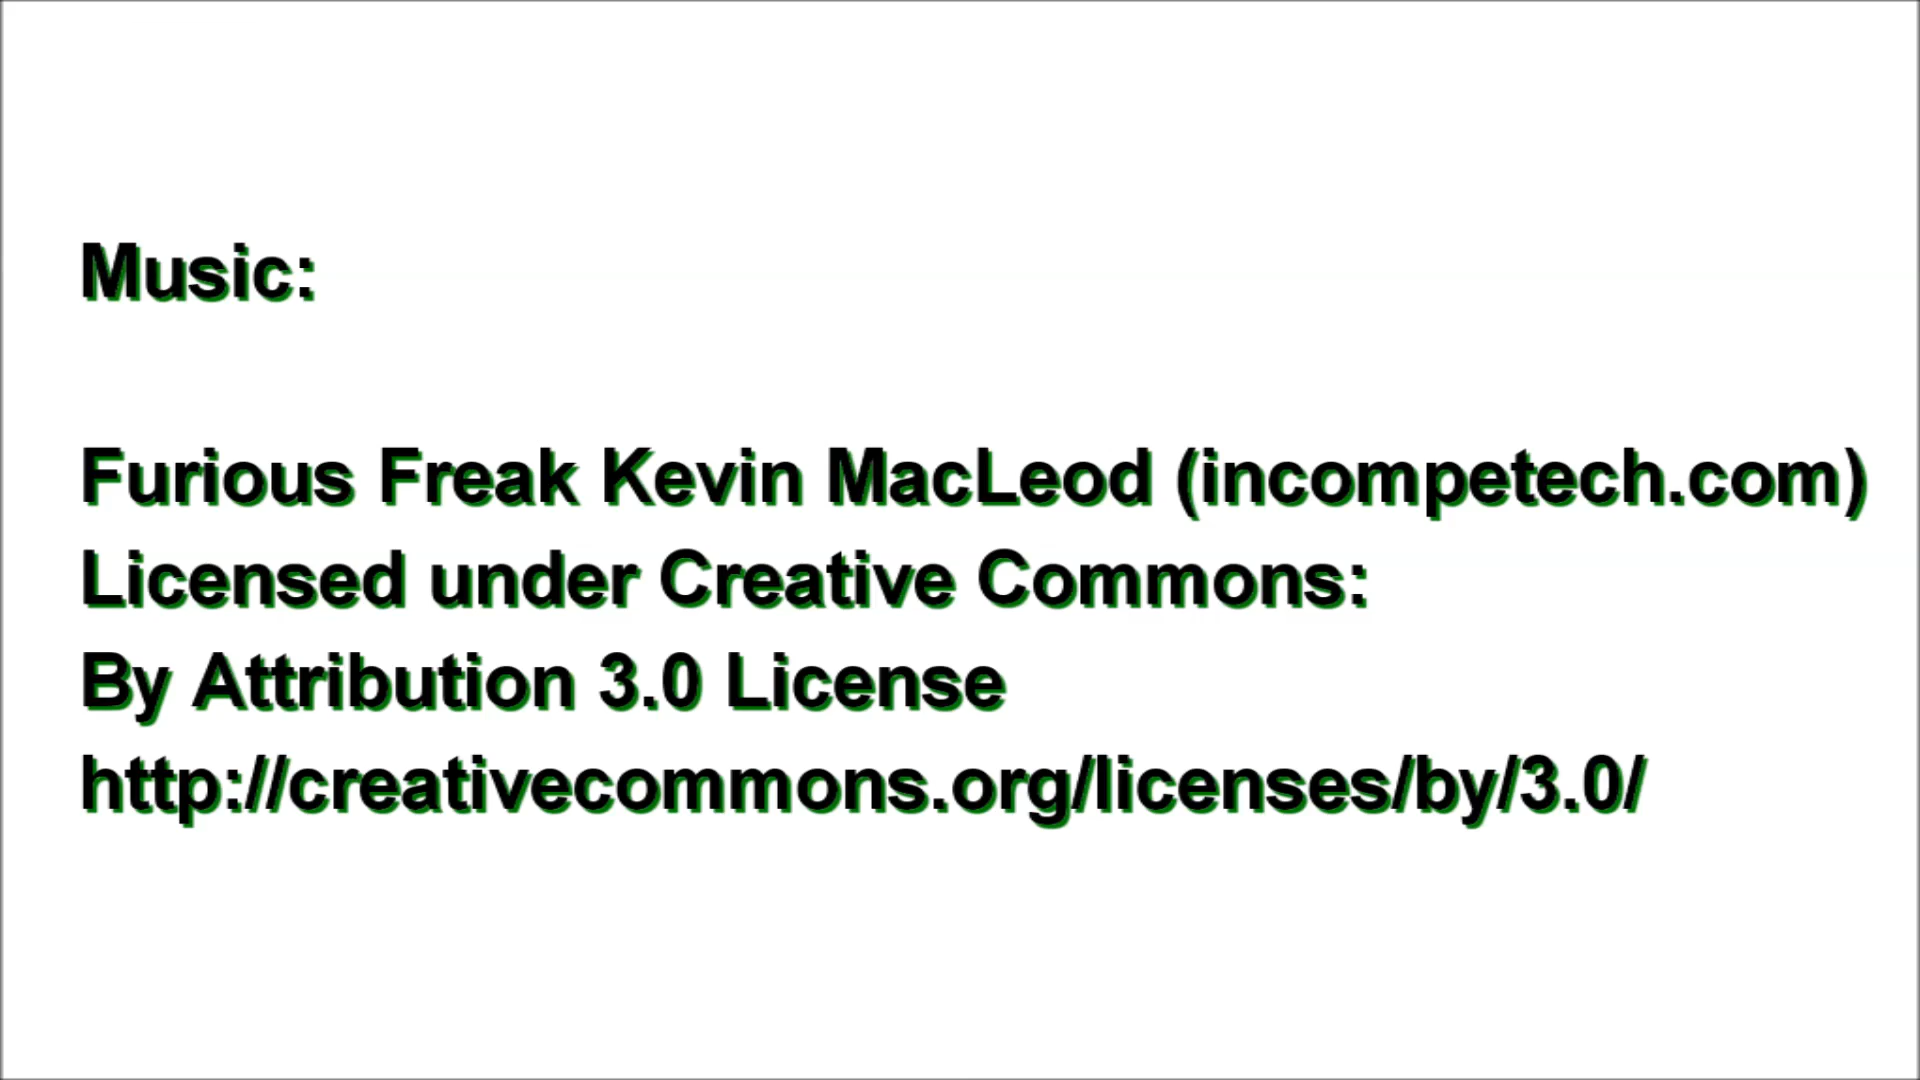 Music:
Furious Freak Kevin MacLeod (incompetech.com)
Licensed under Creative Commons:
By Attribution 3.0 License
http://creativecommons.org/licenses/by/3.0/